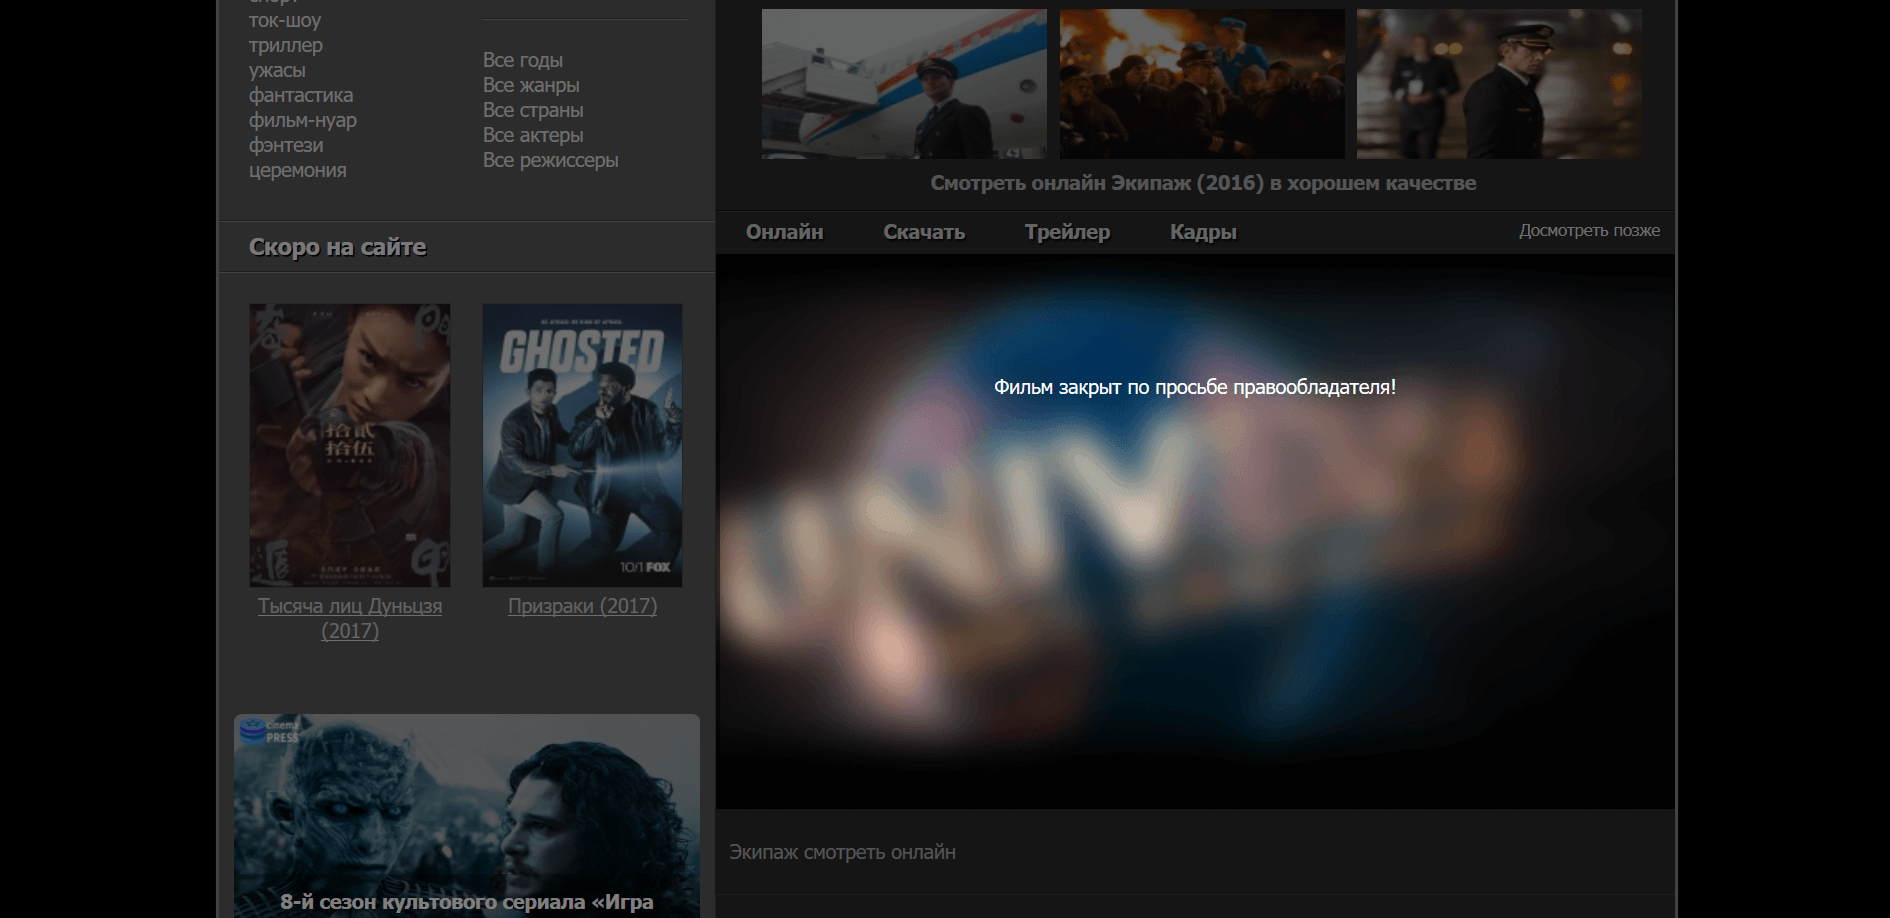 ток-шоу
триллер
ужасы
фантастика
фильм-нуар
фэнтези
церемония
Все годы
Все жанры
Все страны
Все актеры
Все режиссеры
Скоро на сайте
GHOSTED
10/1 FOX
Тысяча лиц Дуньцзя
(2017)
Призраки (2017)
cinema
PRESS
8-й сезон культового сериала «Игра
Смотреть онлайн Экипаж (2016) в хорошем качестве
Онлайн Скачать Трейлер Кадры Досмотреть позже
Фильм закрыт по просьбе правообладателя!
Экипаж смотреть онлайн